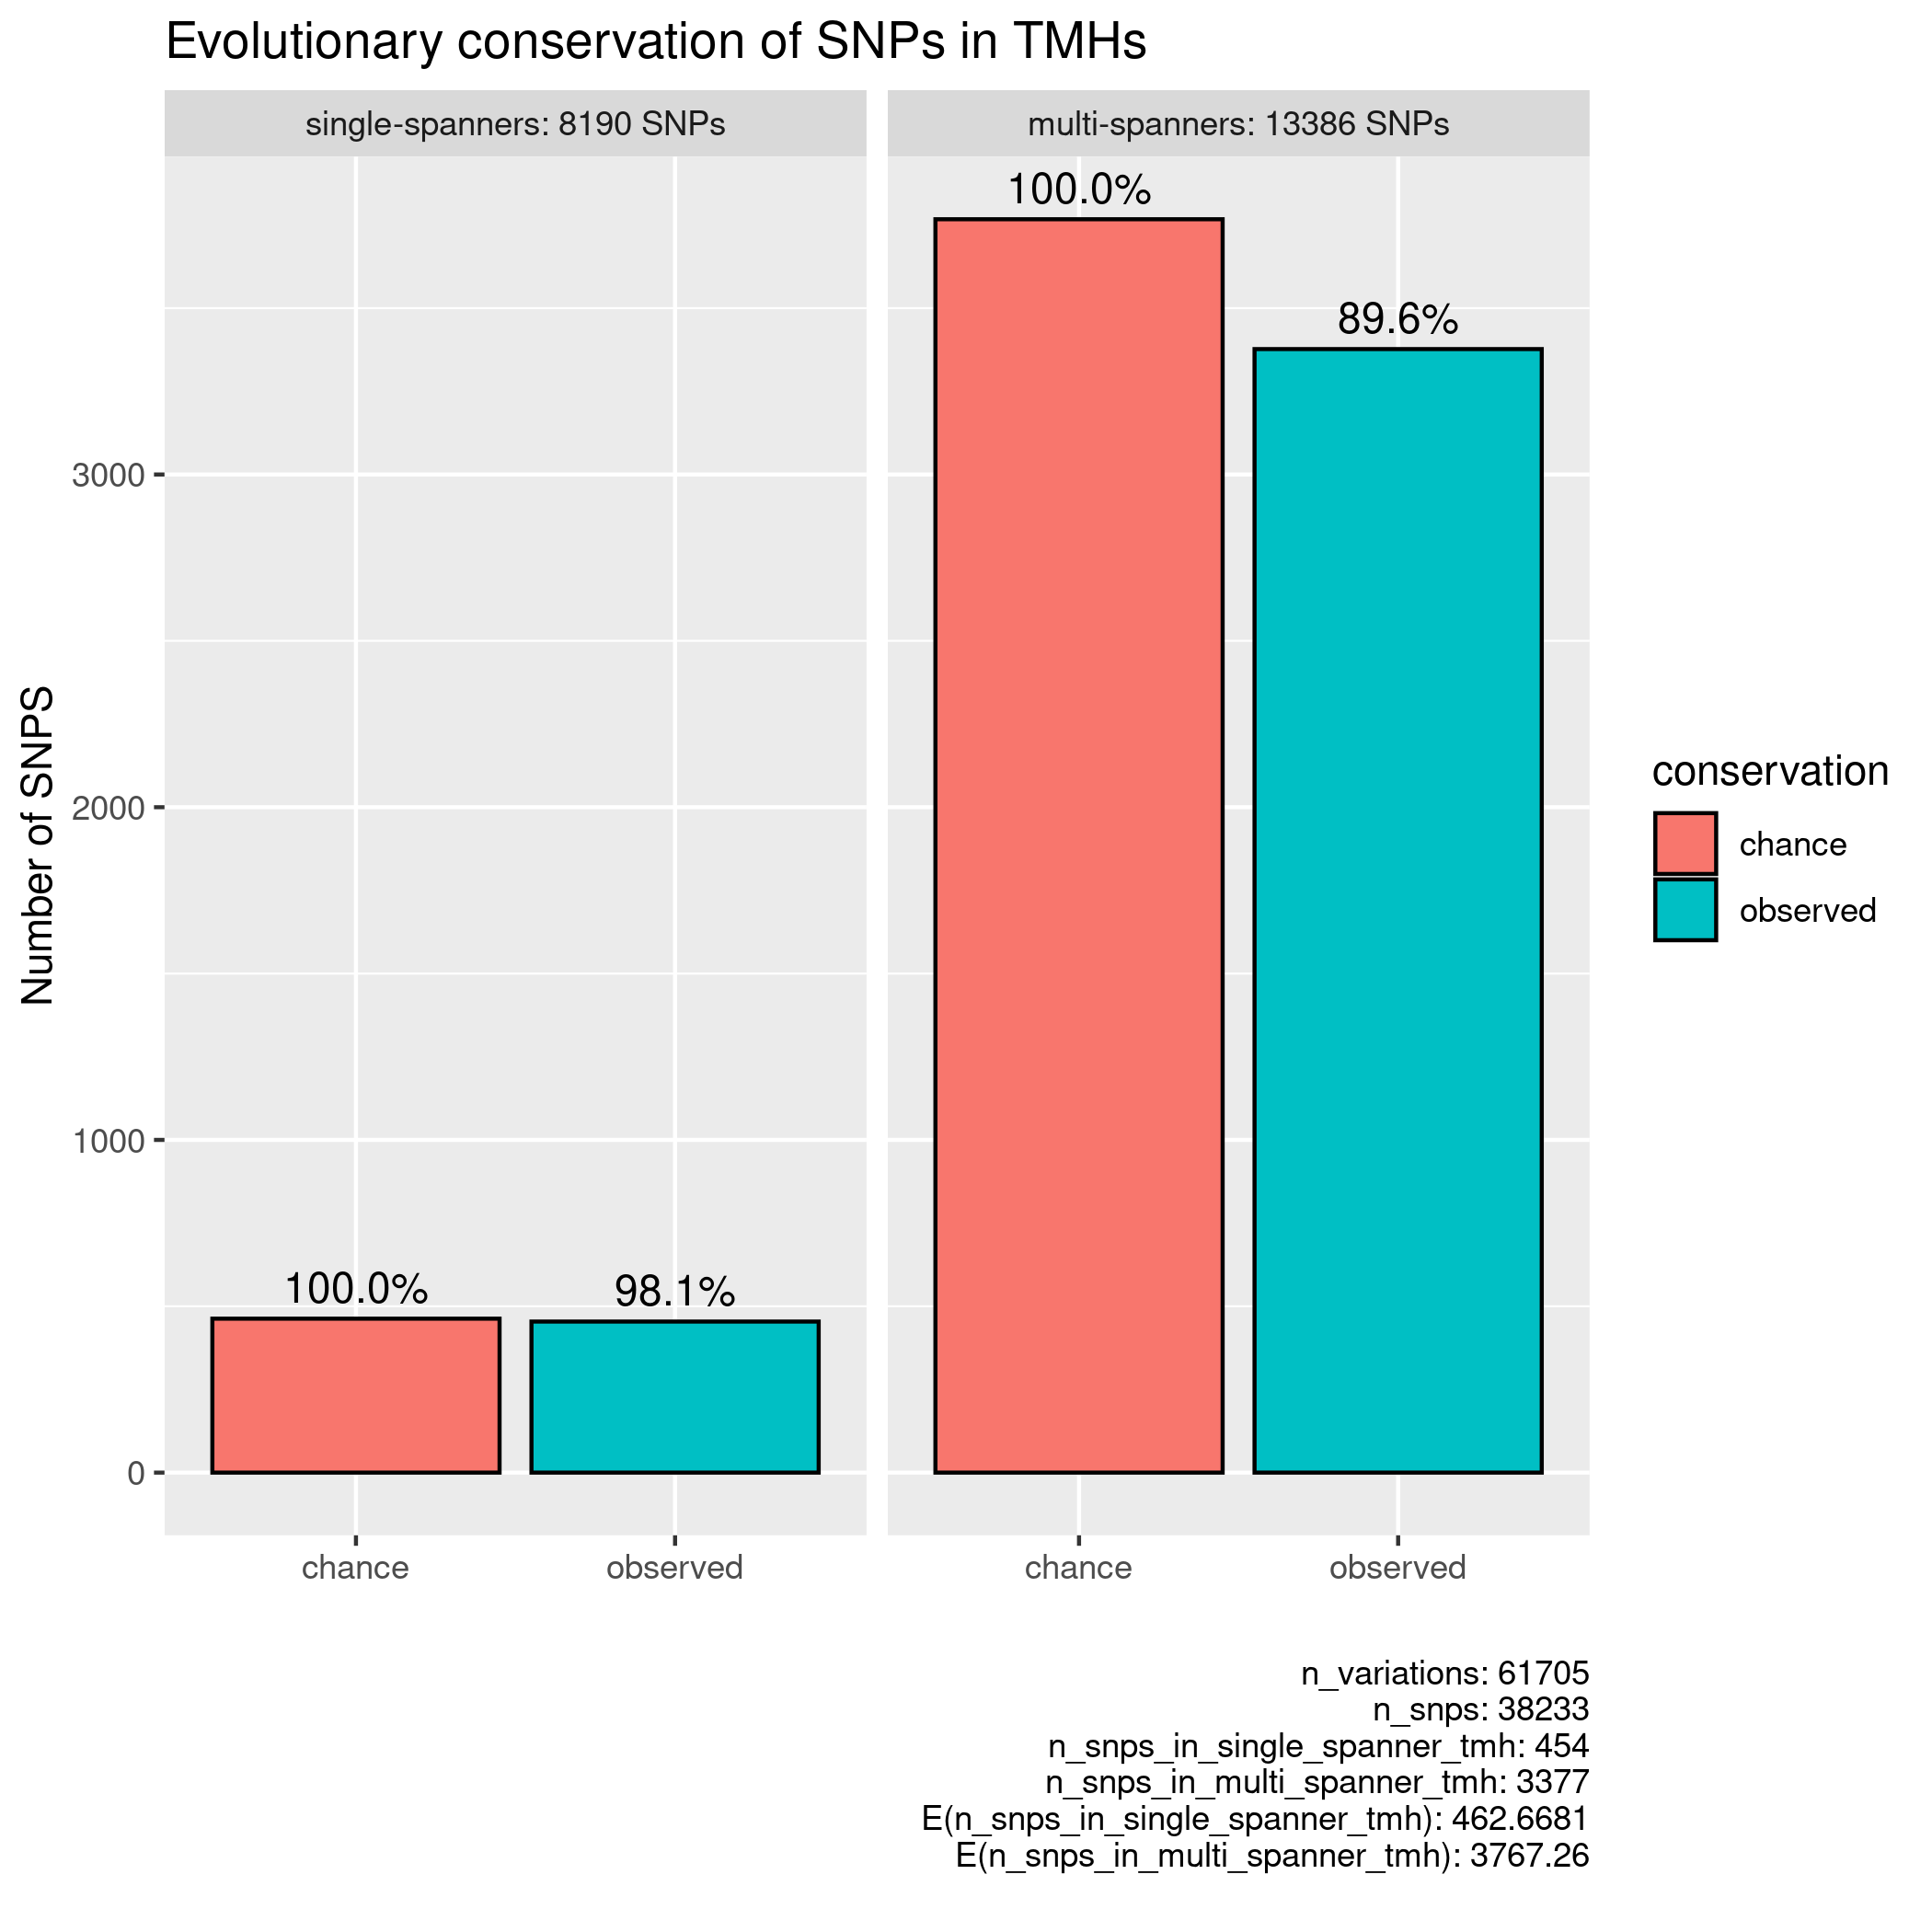 Evolutionary conservation of SNPs in TMHs
single-spanners: 8190 SNPs
multi-spanners: 13386 SNPs
100.0%
89.6%
3000
2000
1000
0
Number of SNPS
100.0%
98.1%
conservation
chance
observed
chance
observed
chance
observed
n_variations: 61705
n_snps: 38233
n_snps_in_single_spanner_tmh: 454
n_snps_in_multi_spanner_tmh: 3377
E(n_snps_in_single_spanner_tmh): 462.6681
E(n_snps_in_multi_spanner_tmh): 3767.26